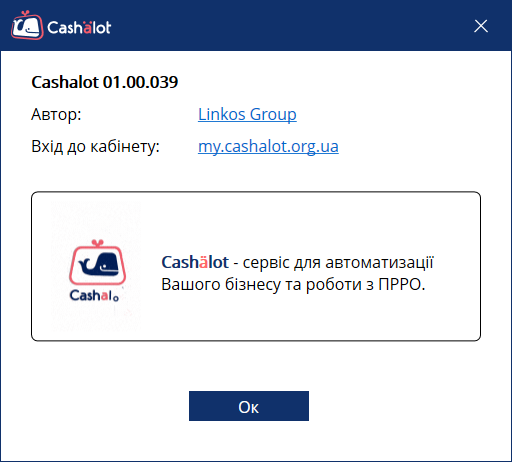 Cashälot
Cashalot 01.00.039
Автор: Linkos Group
Вхід до кабінету: my.cashalot.org.ua
Cashalo
Cashälot - сервіс для автоматизації
Вашого бізнесу та роботи з ПРРО.
Ок